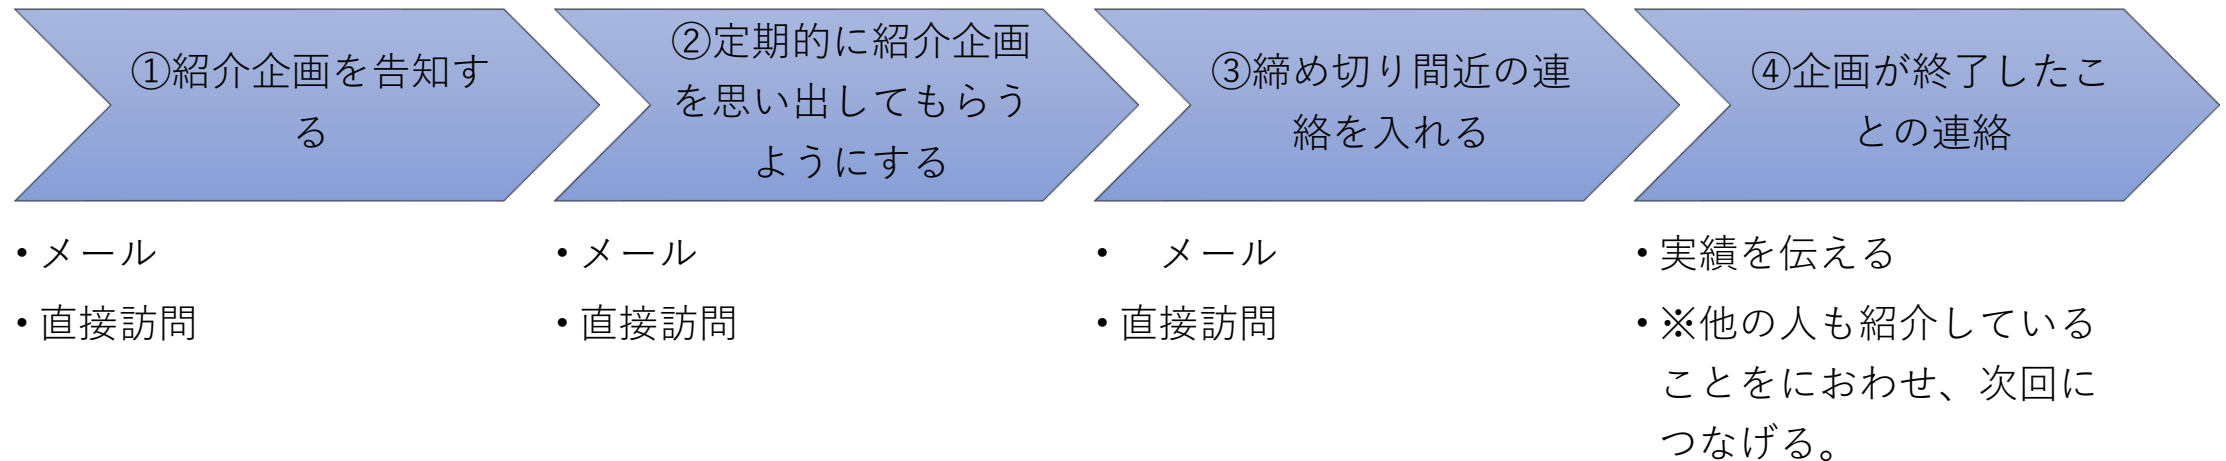 ①紹介企画を告知す
る
②定期的に紹介企画
を思い出してもらう
ようにする
③締め切り間近の連
絡を入れる
④企画が終了したこ
との連絡
・メール
・直接訪問
・メール
・直接訪問
・　メール
・直接訪問
・実績を伝える
・※他の人も紹介している
ことをにおわせ、次回に
つなげる。